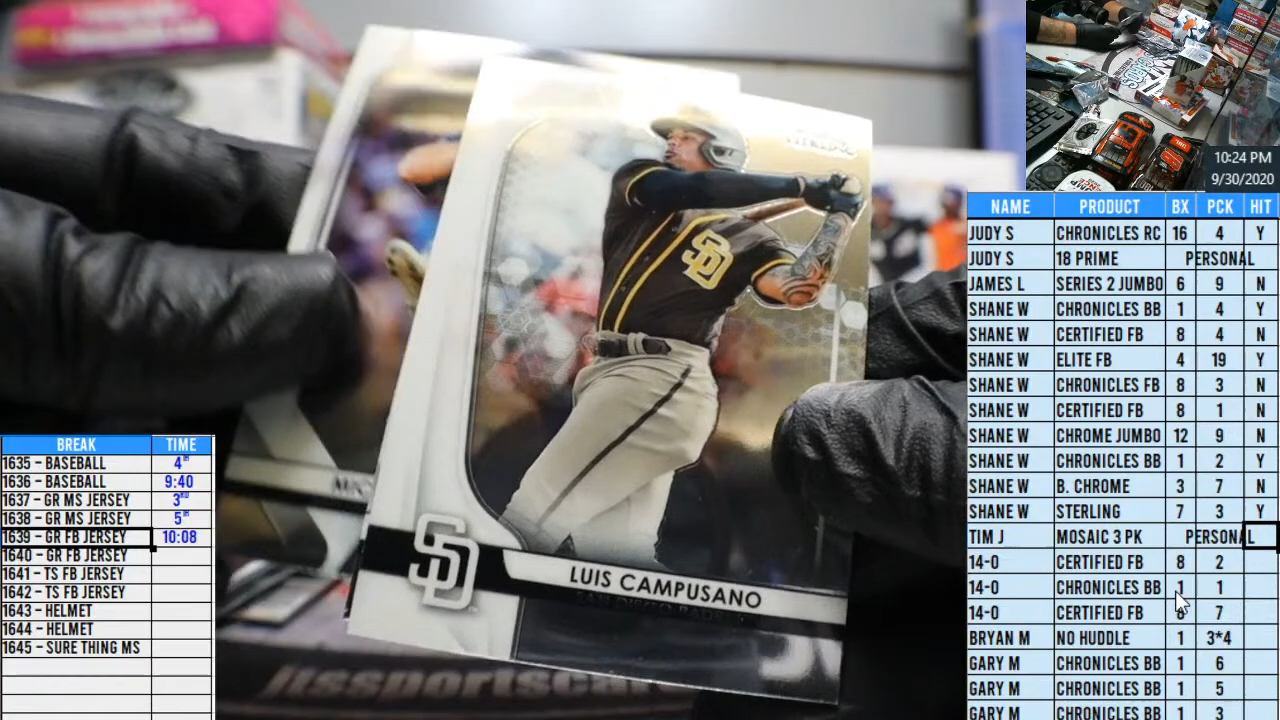 10:24 PM
9/30/2020
NAME PRODUCT BX PCK HIT
JUDY S CHRONICLES RC 16 4 Y
JUDY S 18 PRIME PERSONAL
JAMES L SERIES 2 JUMBO 6 9 N
SHANE W CHRONICLES BB 1 4 Y
SHANE W CERTIFIED FB 8 4 N
SHANE W ELITE FB 4 19 Y
SHANE W CHRONICLES FB 8 3 N
SHANE W CERTIFIED FB 8 1 N
SHANE W CHROME JUMBO 12 9 N
SHANE W CHRONICLES BB 1 2 Y
SHANE W B. CHROME 3 7 N
SHANE W STERLING 7 3 Y
TIM J MOSAIC 3 PK PERSONAL
14-0 CERTIFIED FB 8 2
14-0 CHRONICLES BB 1 1
14-0 CERTIFIED FB 8 7
BRYAN M NO HUDDLE 1 3*4
GARY M CHRONICLES BB 1 6
GARY M CHRONICLES BB 1 5
GARY M CHRONICLES BB 1 3
BREAK TIME
1635 - BASEBALL 4TH
1636 - BASEBALL 9:40
1637 - GR MS JERSEY 3RD
1638 - GR MS JERSEY 5TH
1639 - GR FB JERSEY 10:08
1640 - GR FB JERSEY
1641 - TS FB JERSEY
1642 - TS FB JERSEY
1643 - HELMET
1644 - HELMET
1645 - SURE THING MS
SD
SD
LUIS CAMPUSANO
SAN DIEGO PADRES